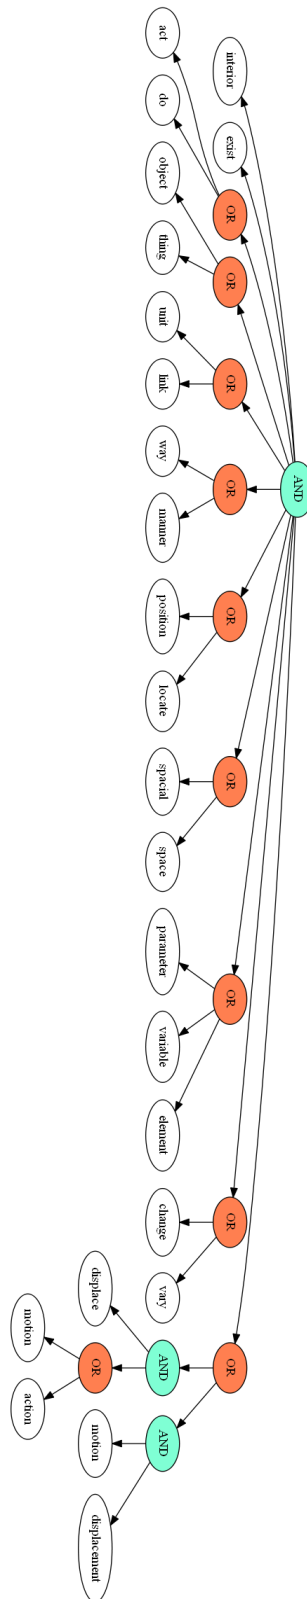 AND
interior exist OR OR OR OR OR OR OR OR OR
act do object thing unit link way manner position locate spacial space parameter variable element change vary AND AND
displace OR motion displacement
motion action